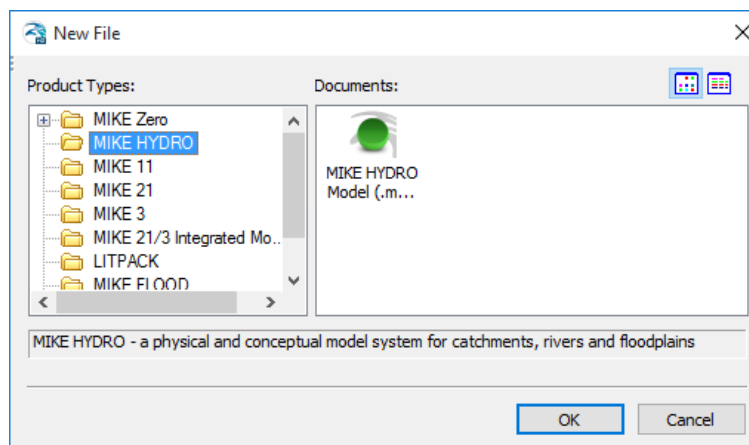 New File
Product Types:
Documents:
MIKE Zero
MIKE HYDRO
MIKE 11
MIKE 21
MIKE 3
MIKE 21/3 Integrated Mo...
LITPACK
MIKE FLOOD
MIKE HYDRO
Model (.m...
MIKE HYDRO - a physical and conceptual model system for catchments, rivers and floodplains
OK
Cancel